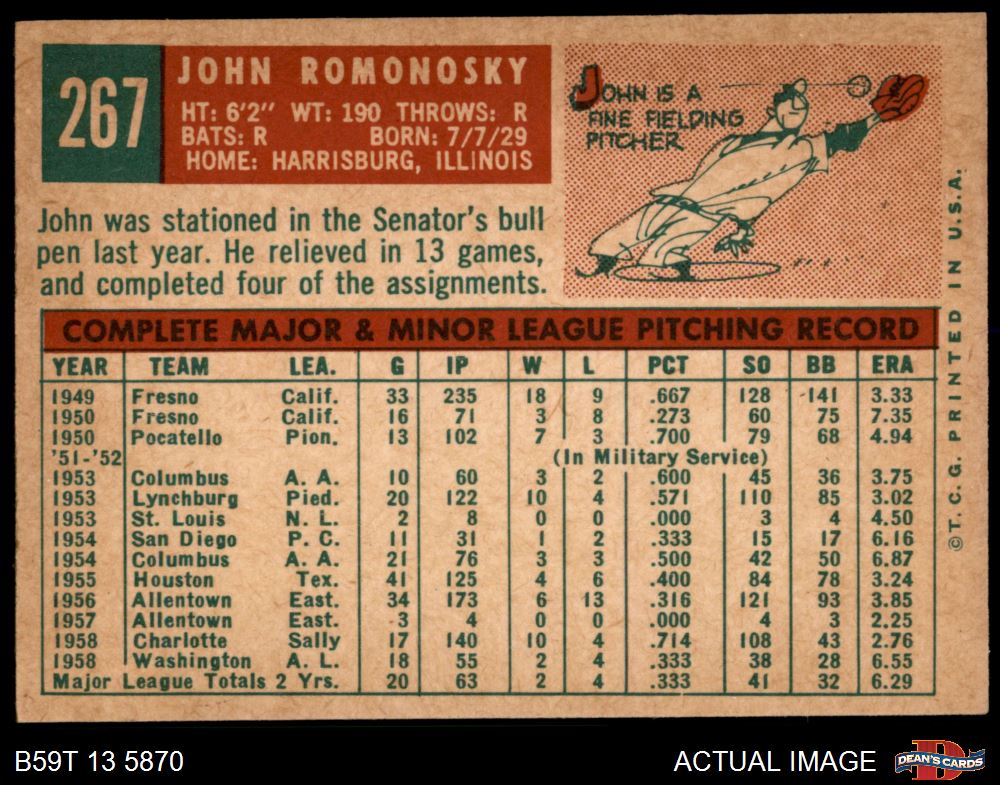 267
JOHN ROMONOSKY
HT: 6'2" WT: 190 THROWS: R
BATS: R BORN: 7/7/29
HOME: HARRISBURG, ILLINOIS
JOHN IS A
FINE FIELDING
PITCHER
John was stationed in the Senator's bull
pen last year. He relieved in 13 games,
and completed four of the assignments.
COMPLETE MAJOR & MINOR LEAGUE PITCHING RECORD
YEAR TEAM LEA. G IP W L PCT SO BB ERA
1949 Fresno Calif. 33 235 18 9 .667 128 141 3.33
1950 Fresno Calif. 16 71 3 8 .273 60 75 7.35
1950 Pocatello Pion. 13 102 7 3 .700 79 68 4.94
'51-'52 (In Military Service)
1953 Columbus A. A. 10 60 3 2 .600 45 36 3.75
1953 Lynchburg Pied. 20 122 10 4 .571 110 85 3.02
1953 St. Louis N. L. 2 8 0 0 .000 3 4 4.50
1954 San Diego P. C. 11 31 1 2 .333 15 17 6.16
1954 Columbus A. A. 21 76 3 3 .500 42 50 6.87
1955 Houston Tex. 41 125 4 6 .400 84 78 3.24
1956 Allentown East. 34 173 6 13 .316 121 93 3.85
1957 Allentown East. 3 4 0 0 .000 4 3 2.25
1958 Charlotte Sally 17 140 10 4 .714 108 43 2.76
1958 Washington A. L. 18 55 2 4 .333 38 28 6.55
Major League Totals 2 Yrs. 20 63 2 4 .333 41 32 6.29
© T. C. G. PRINTED IN U.S.A.
B59T 13 5870
ACTUAL IMAGE
DEAN'S CARDS